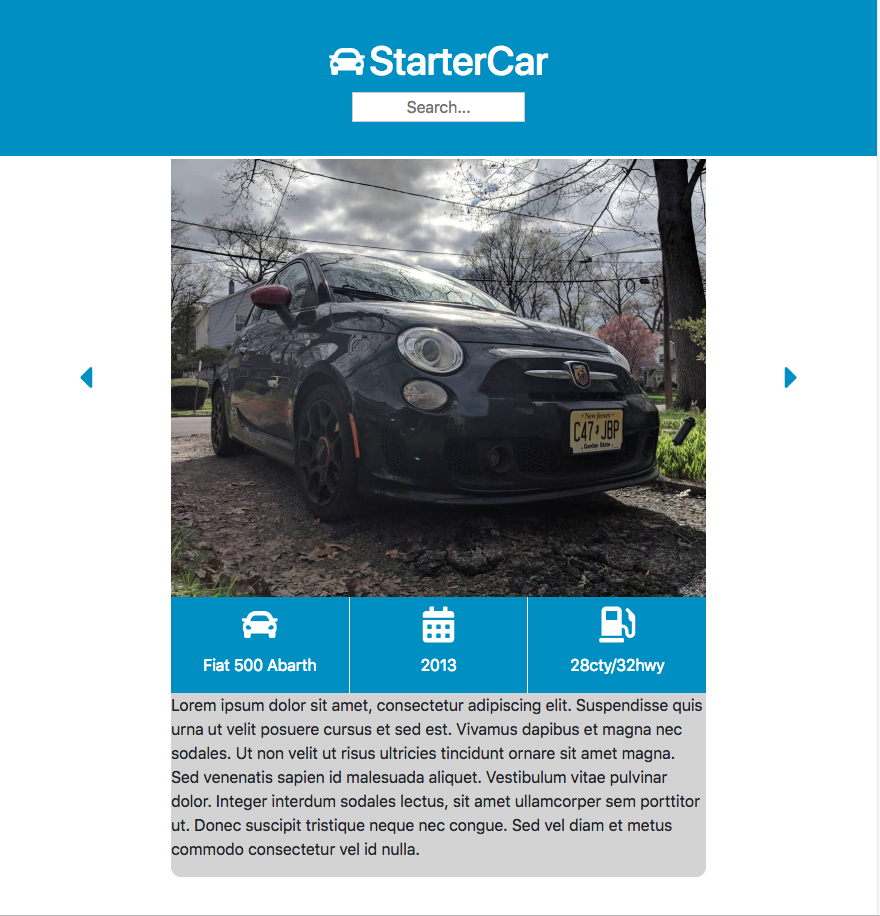 StarterCar
Search...
New Jersey
C47 JBP
Garden State
Fiat 500 Abarth
2013
28cty/32hwy
Lorem ipsum dolor sit amet, consectetur adipiscing elit. Suspendisse quis
urna ut velit posuere cursus et sed est. Vivamus dapibus et magna nec
sodales. Ut non velit ut risus ultricies tincidunt ornare sit amet magna.
Sed venenatis sapien id malesuada aliquet. Vestibulum vitae pulvinar
dolor. Integer interdum sodales lectus, sit amet ullamcorper sem porttitor
ut. Donec suscipit tristique neque nec congue. Sed vel diam et metus
commodo consectetur vel id nulla.